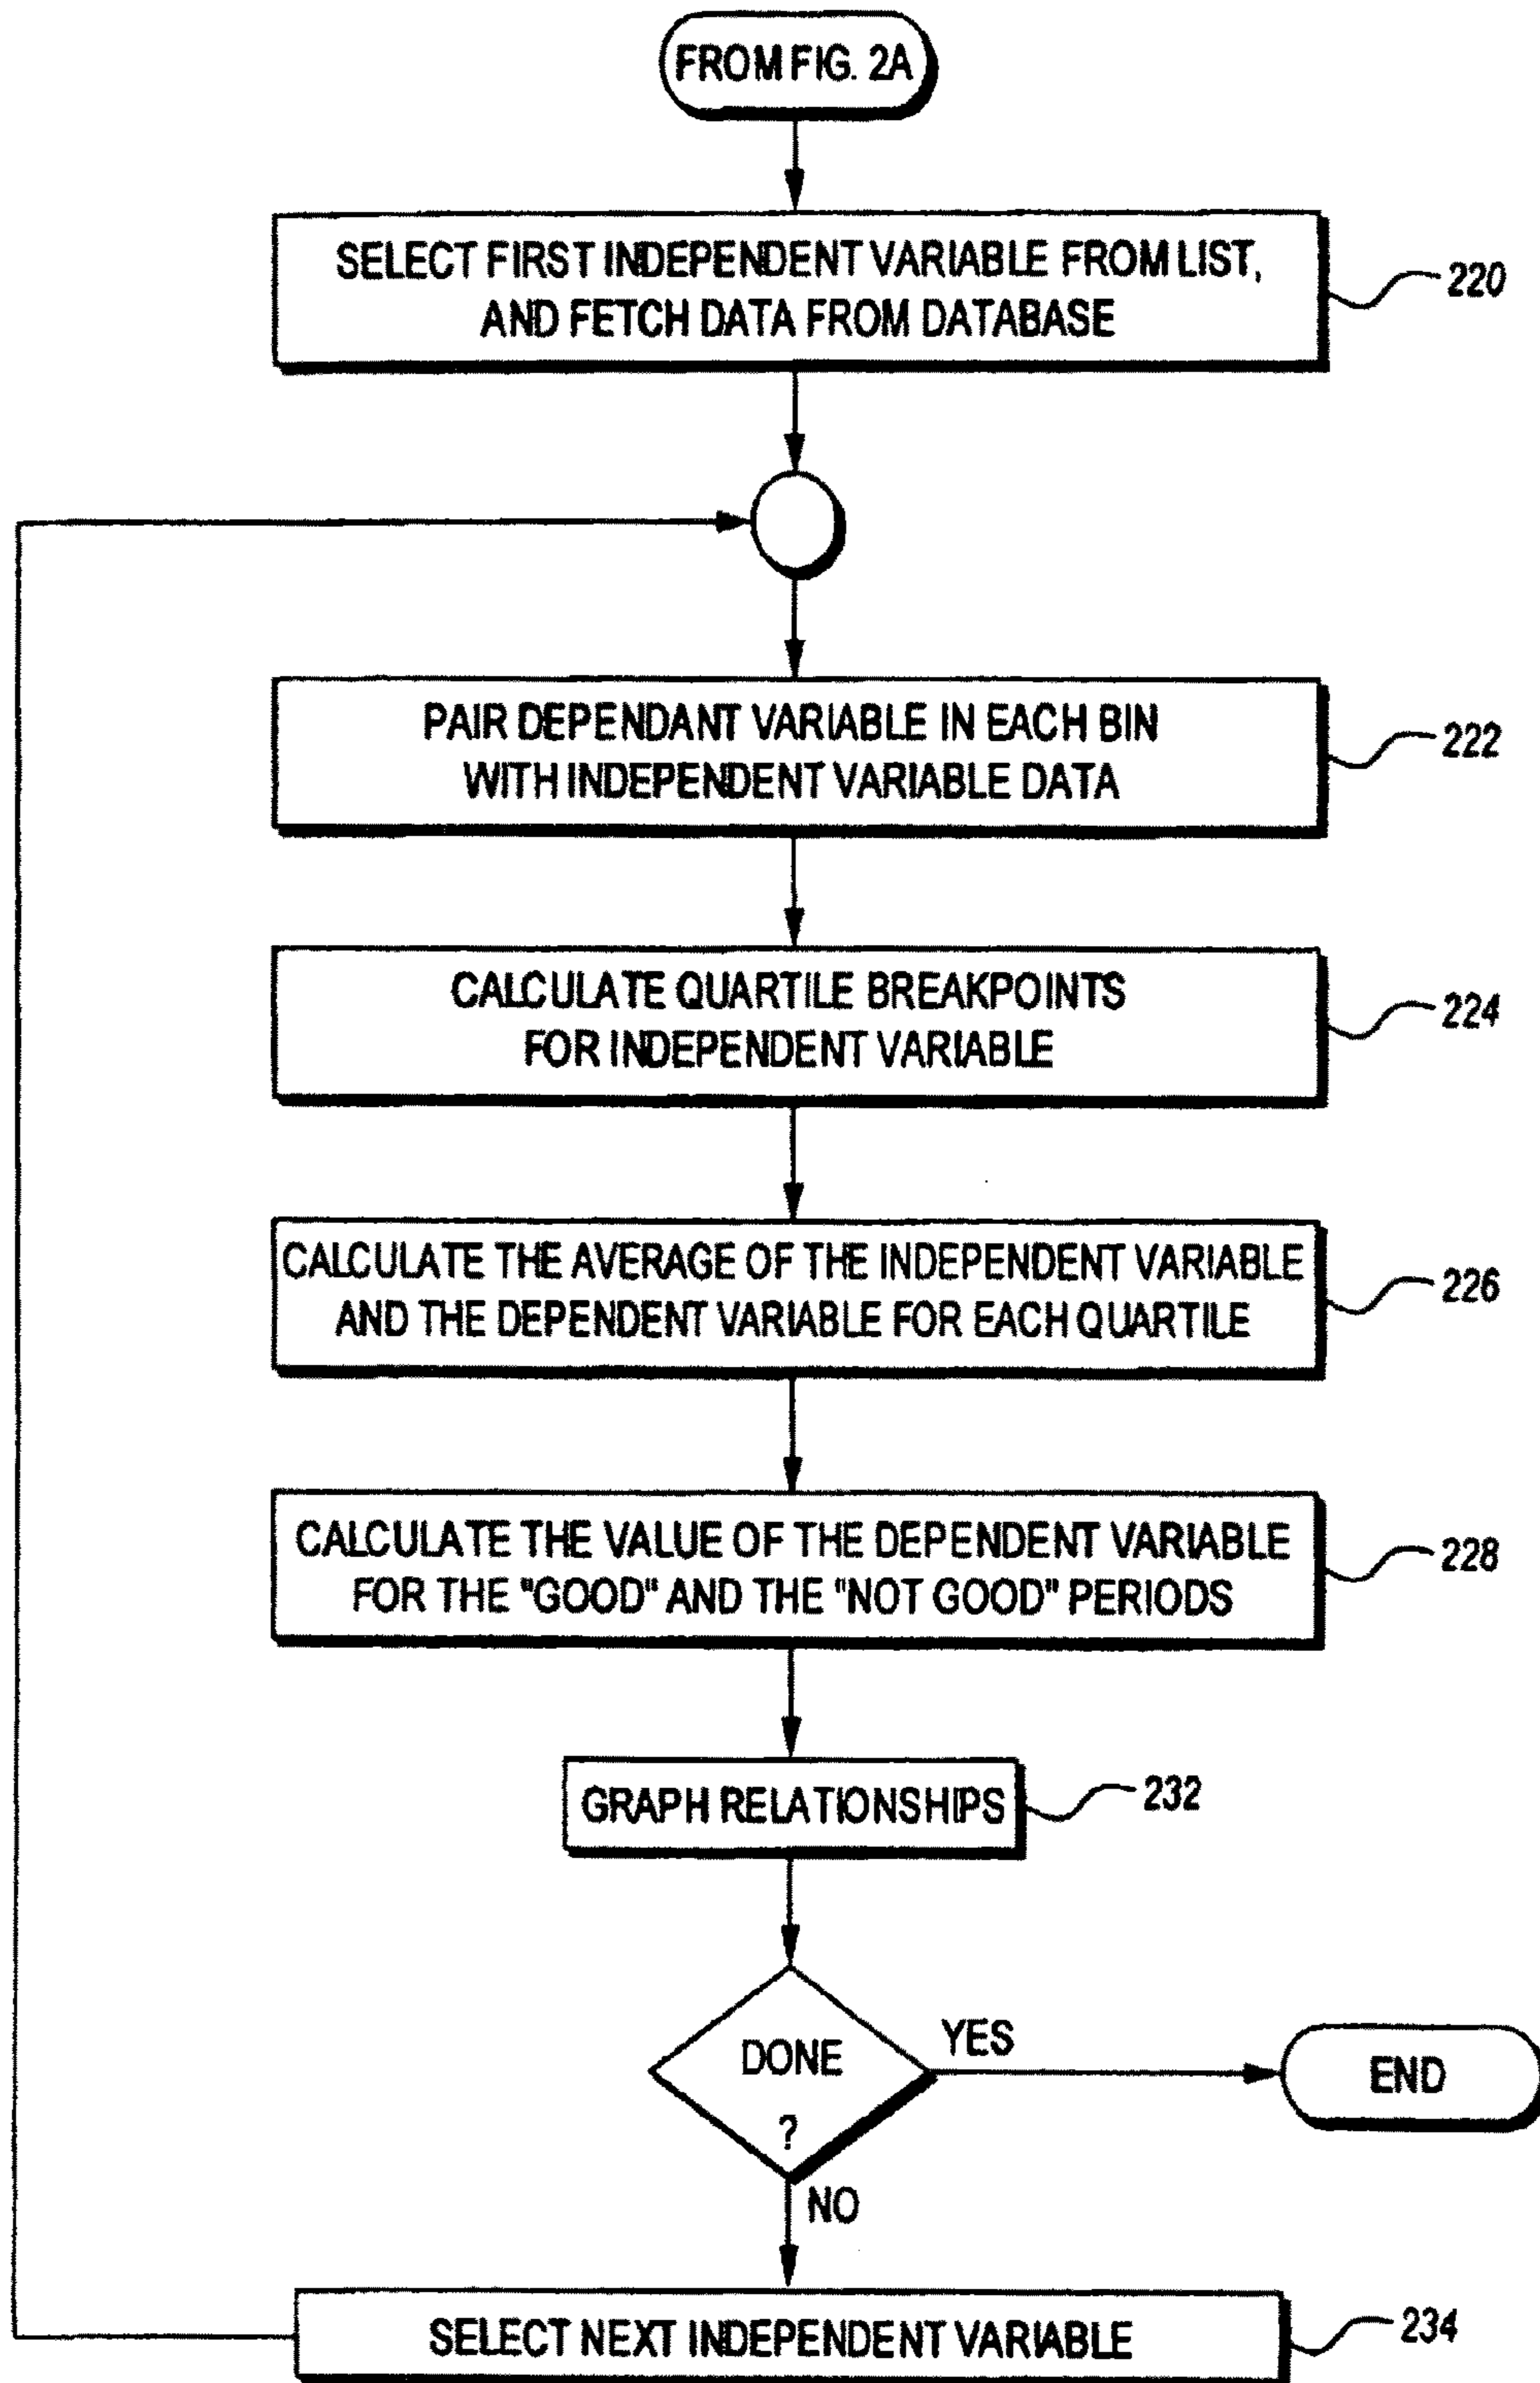 FROM FIG. 2A
SELECT FIRST INDEPENDENT VARIABLE FROM LIST,
AND FETCH DATA FROM DATABASE
220
PAIR DEPENDANT VARIABLE IN EACH BIN
WITH INDEPENDENT VARIABLE DATA
222
CALCULATE QUARTILE BREAKPOINTS
FOR INDEPENDENT VARIABLE
224
CALCULATE THE AVERAGE OF THE INDEPENDENT VARIABLE
AND THE DEPENDENT VARIABLE FOR EACH QUARTILE
226
CALCULATE THE VALUE OF THE DEPENDENT VARIABLE
FOR THE "GOOD" AND THE "NOT GOOD" PERIODS
228
GRAPH RELATIONSHIPS
232
DONE
?
YES
END
NO
SELECT NEXT INDEPENDENT VARIABLE
234